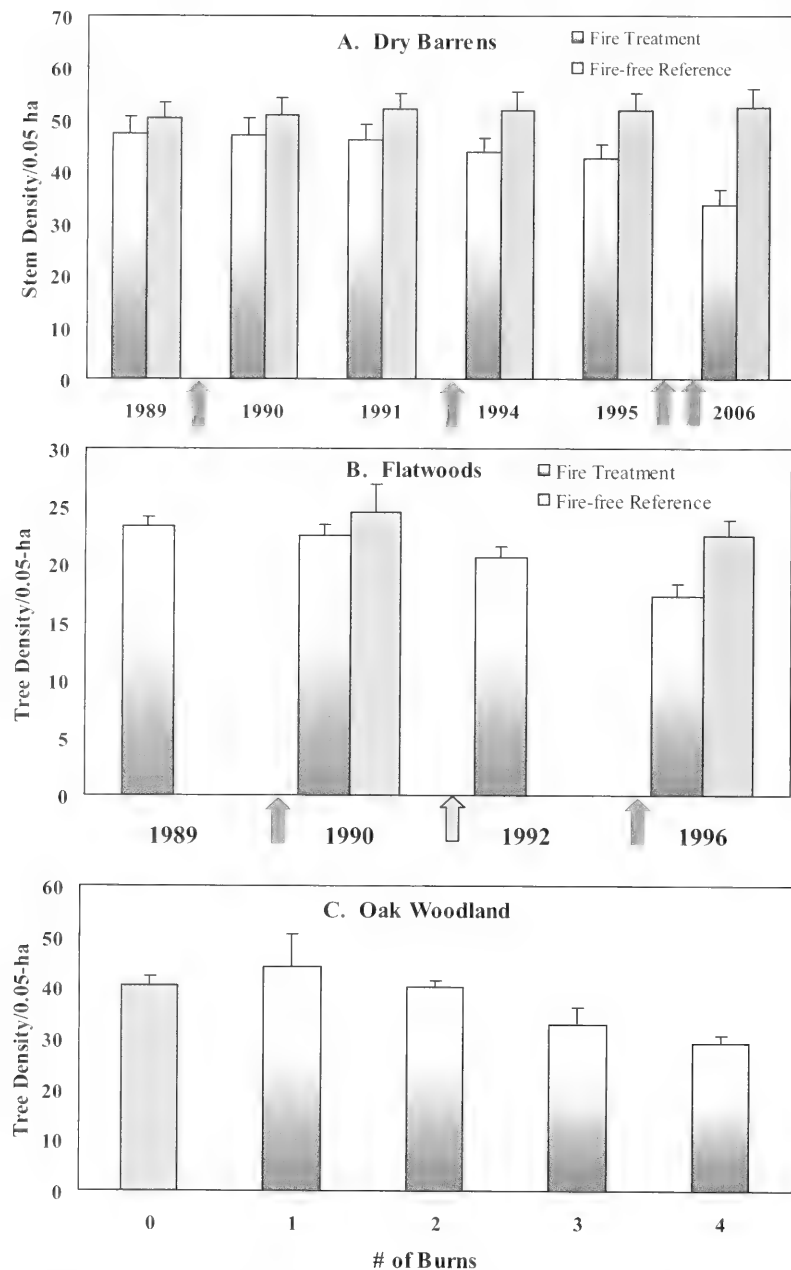 70
60
50
40
30
20
10
0
Stem Density/0.05 ha
A. Dry Barrens
Fire Treatment
Fire-free Reference
1989 1990 1991 1994 1995 2006
30
25
20
15
10
5
0
Tree Density/0.05-ha
B. Flatwoods
Fire Treatment
Fire-free Reference
1989 1990 1992 1996
60
50
40
30
20
10
0
Tree Density/0.05-ha
C. Oak Woodland
0 1 2 3 4
# of Burns